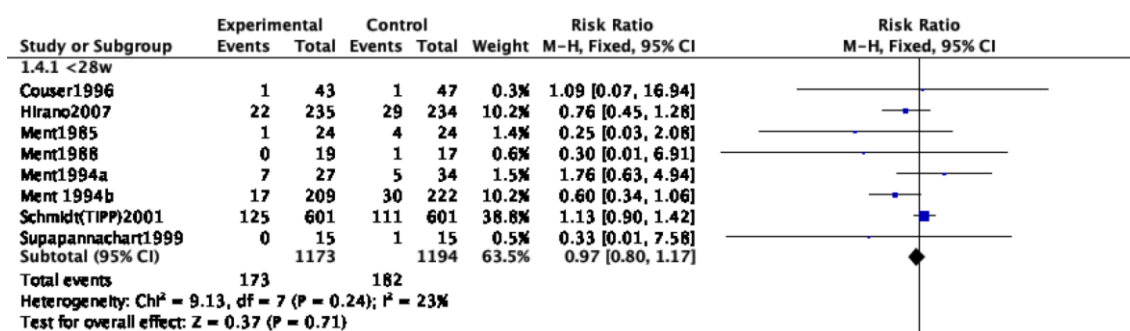 Experimental Control Risk Ratio Risk Ratio
Study or Subgroup Events Total Events Total Weight M-H, Fixed, 95% CI M-H, Fixed, 95% CI
1.4.1 <28w
Couser1996 1 43 1 47 0.3% 1.09 [0.07, 16.94]
Hirano2007 22 235 29 234 10.2% 0.76 [0.45, 1.28]
Ment1985 1 24 4 24 1.4% 0.25 [0.03, 2.08]
Ment1988 0 19 1 17 0.6% 0.30 [0.01, 6.91]
Ment1994a 7 27 5 34 1.5% 1.76 [0.63, 4.94]
Ment 1994b 17 209 30 222 10.2% 0.60 [0.34, 1.06]
Schmidt(TIPP)2001 125 601 111 601 38.8% 1.13 [0.90, 1.42]
Supapannachart1999 0 15 1 15 0.5% 0.33 [0.01, 7.58]
Subtotal (95% CI) 1173 1194 63.5% 0.97 [0.80, 1.17]
Total events 173 182
Heterogeneity: Chi² = 9.13, df = 7 (P = 0.24); I² = 23%
Test for overall effect: Z = 0.37 (P = 0.71)